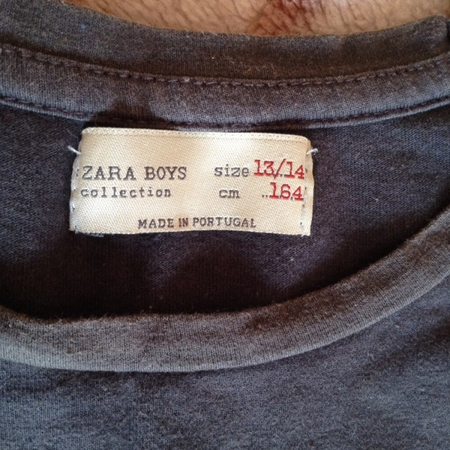 ZARA BOYS size 13/14
collection cm ..164
MADE IN PORTUGAL